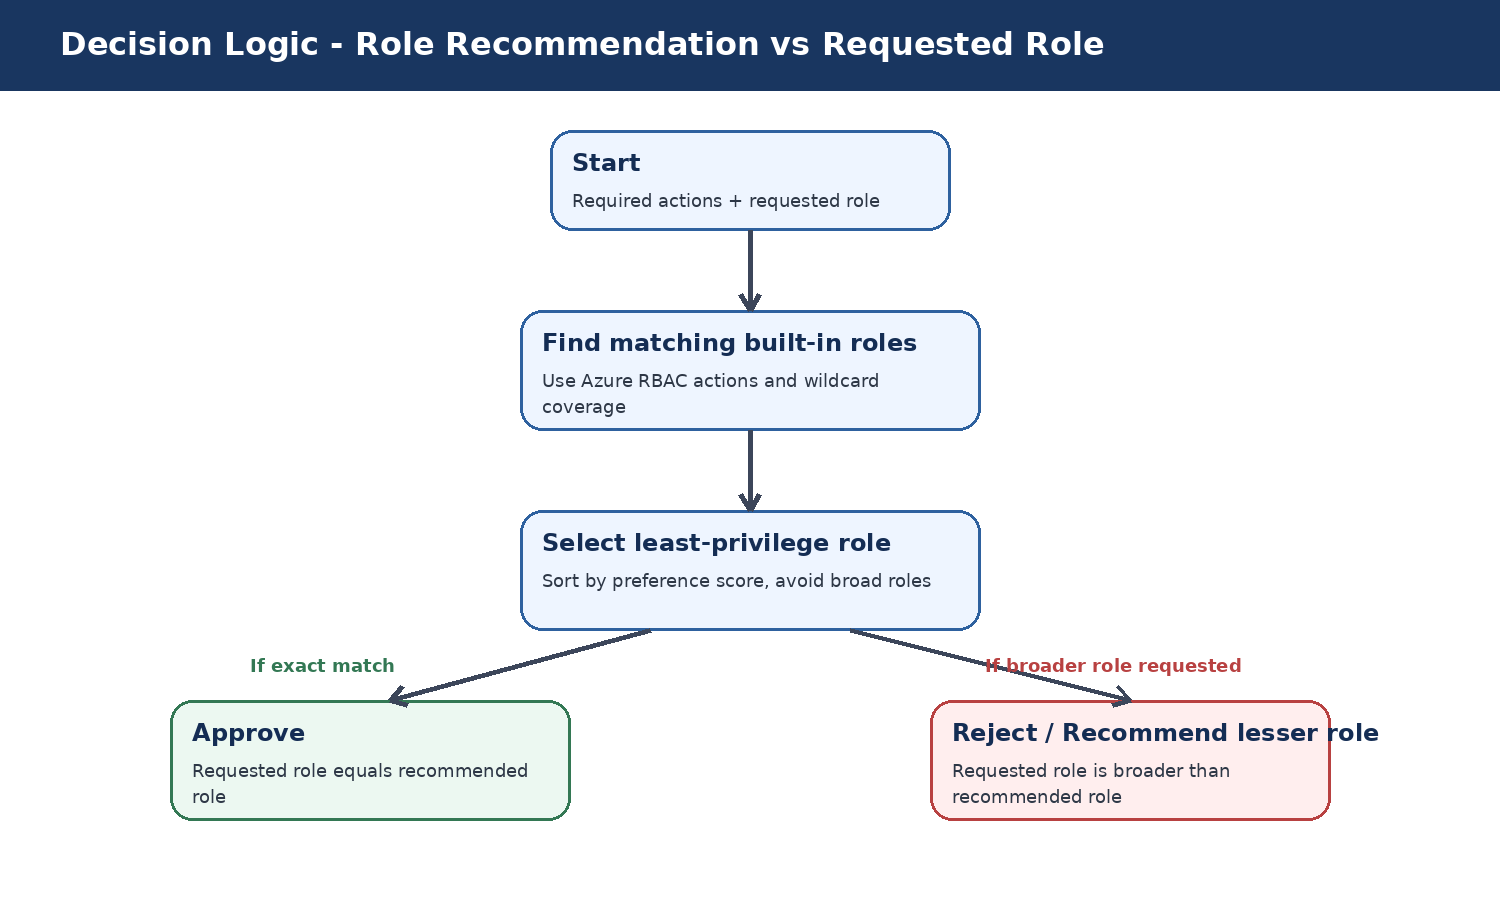 Decision Logic - Role Recommendation vs Requested Role
Start
Required actions + requested role
Find matching built-in roles
Use Azure RBAC actions and wildcard
coverage
Select least-privilege role
Sort by preference score, avoid broad roles
If exact match
If broader role requested
Approve
Requested role equals recommended
role
Reject / Recommend lesser role
Requested role is broader than
recommended role